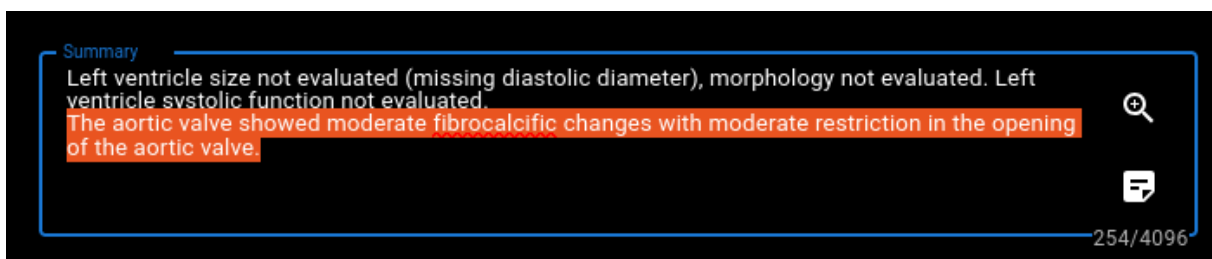 Summary
Left ventricle size not evaluated (missing diastolic diameter), morphology not evaluated. Left
ventricle systolic function not evaluated.
The aortic valve showed moderate fibrocalcific changes with moderate restriction in the opening
of the aortic valve.
254/4096